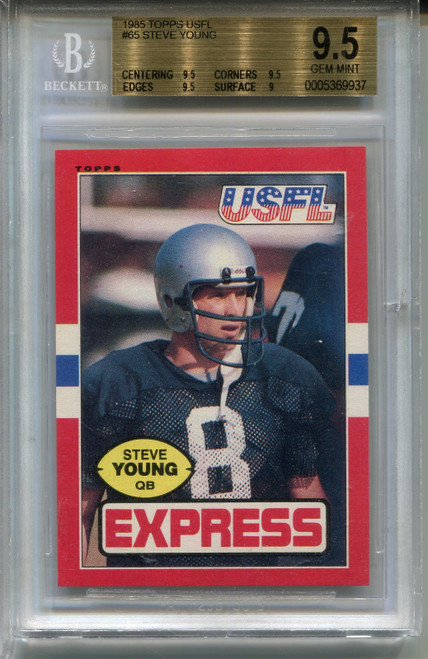 1985 TOPPS USFL
#65 STEVE YOUNG
B
BECKETT®
CENTERING 9.5 CORNERS 9.5
EDGES 9.5 SURFACE 9
9.5
GEM MINT
0005369937
TOPPS
USFL™
8
STEVE
YOUNG
QB
EXPRESS